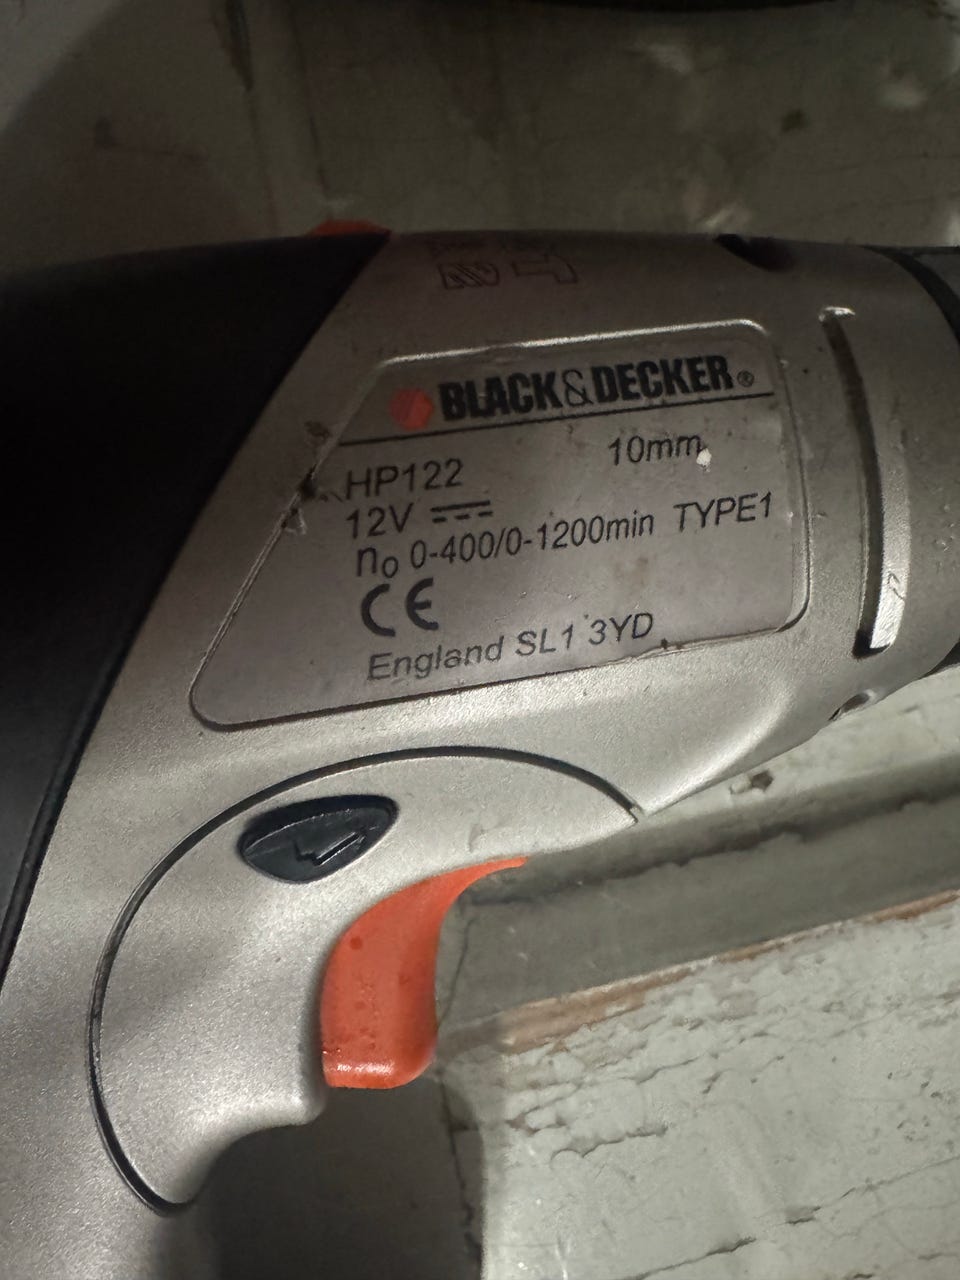 BLACK&DECKER®
10mm
HP122
12V ⎓
n₀ 0-400/0-1200min TYPE1
CE
England SL1 3YD